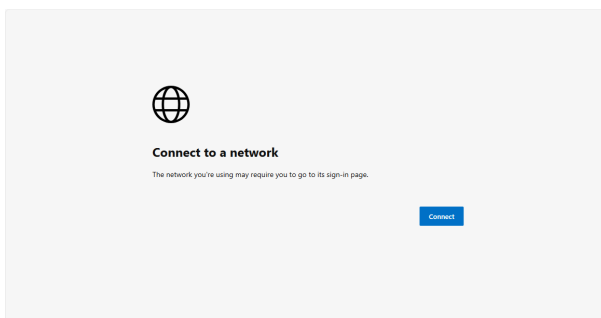 Connect to a network
The network you're using may require you to go to its sign-in page.
Connect